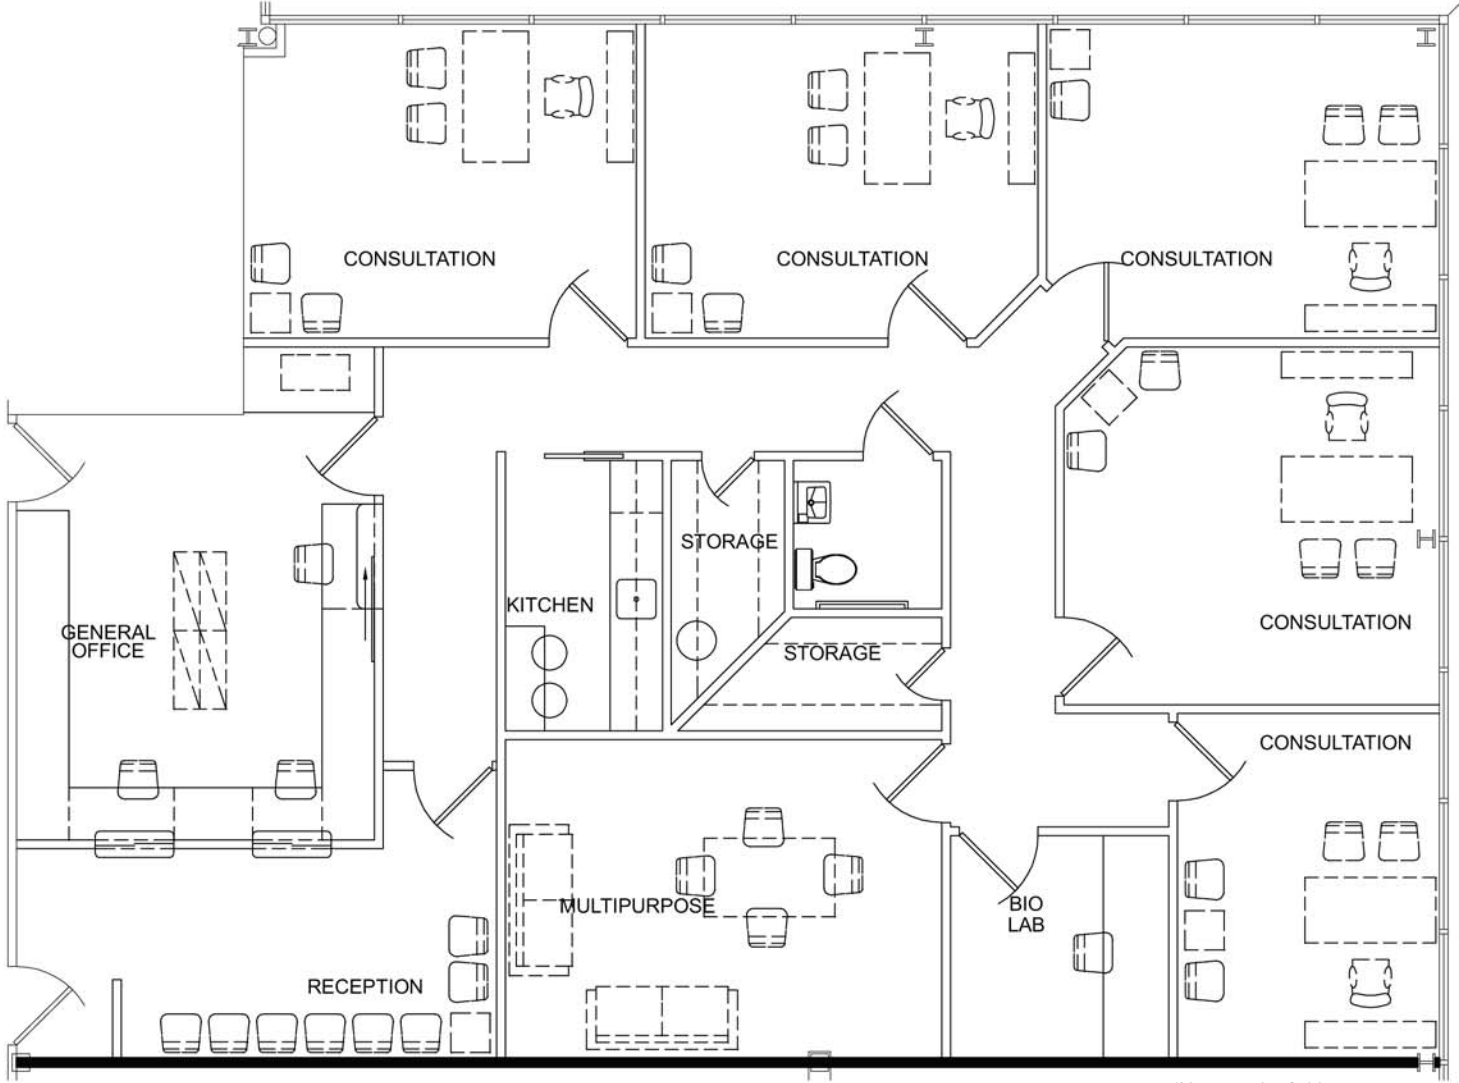 CONSULTATION
CONSULTATION
CONSULTATION
STORAGE
KITCHEN
CONSULTATION
GENERAL
OFFICE
STORAGE
CONSULTATION
MULTIPURPOSE
BIO
LAB
RECEPTION